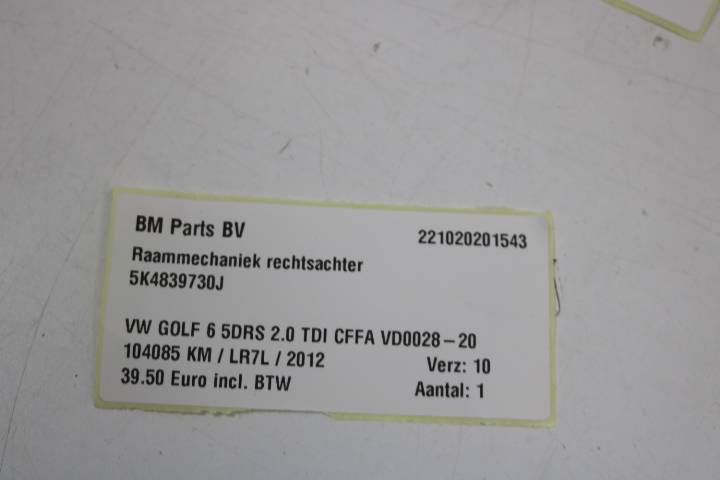 BM Parts BV 221020201543
Raammechaniek rechtsachter
5K4839730J
VW GOLF 6 5DRS 2.0 TDI CFFA VD0028-20
104085 KM / LR7L / 2012 Verz: 10
39.50 Euro incl. BTW Aantal: 1